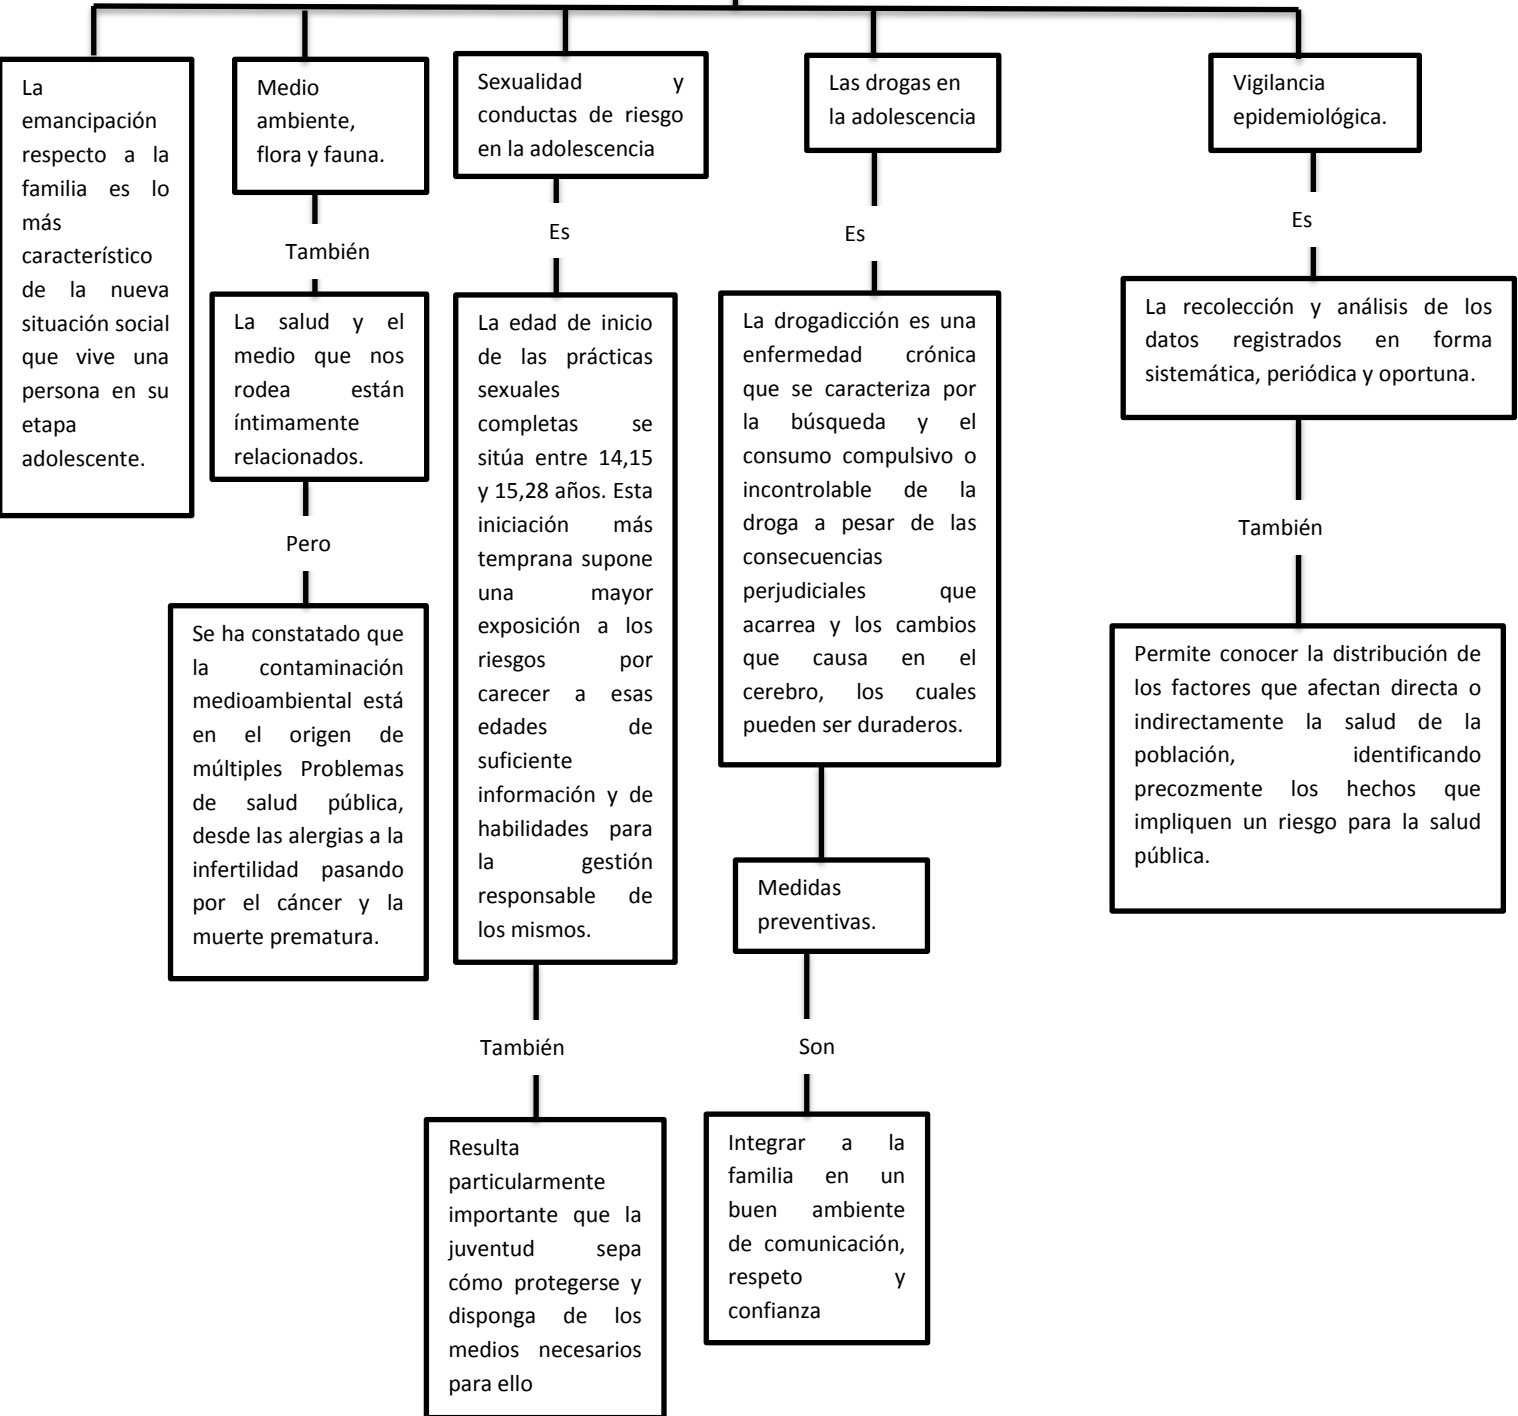 La
emancipación
respecto a la
familia es lo
más
característico
de la nueva
situación social
que vive una
persona en su
etapa
adolescente.
Medio
ambiente,
flora y fauna.
También
La salud y el
medio que nos
rodea están
íntimamente
relacionados.
Pero
Se ha constatado que
la contaminación
medioambiental está
en el origen de
múltiples Problemas
de salud pública,
desde las alergias a la
infertilidad pasando
por el cáncer y la
muerte prematura.
Sexualidad y
conductas de riesgo
en la adolescencia
Es
La edad de inicio
de las prácticas
sexuales
completas se
sitúa entre 14,15
y 15,28 años. Esta
iniciación más
temprana supone
una mayor
exposición a los
riesgos por
carecer a esas
edades de
suficiente
información y de
habilidades para
la gestión
responsable de
los mismos.
También
Resulta
particularmente
importante que la
juventud sepa
cómo protegerse y
disponga de los
medios necesarios
para ello
Las drogas en
la adolescencia
Es
La drogadicción es una
enfermedad crónica
que se caracteriza por
la búsqueda y el
consumo compulsivo o
incontrolable de la
droga a pesar de las
consecuencias
perjudiciales que
acarrea y los cambios
que causa en el
cerebro, los cuales
pueden ser duraderos.
Medidas
preventivas.
Son
Integrar a la
familia en un
buen ambiente
de comunicación,
respeto y
confianza
Vigilancia
epidemiológica.
Es
La recolección y análisis de los
datos registrados en forma
sistemática, periódica y oportuna.
También
Permite conocer la distribución de
los factores que afectan directa o
indirectamente la salud de la
población, identificando
precozmente los hechos que
impliquen un riesgo para la salud
pública.